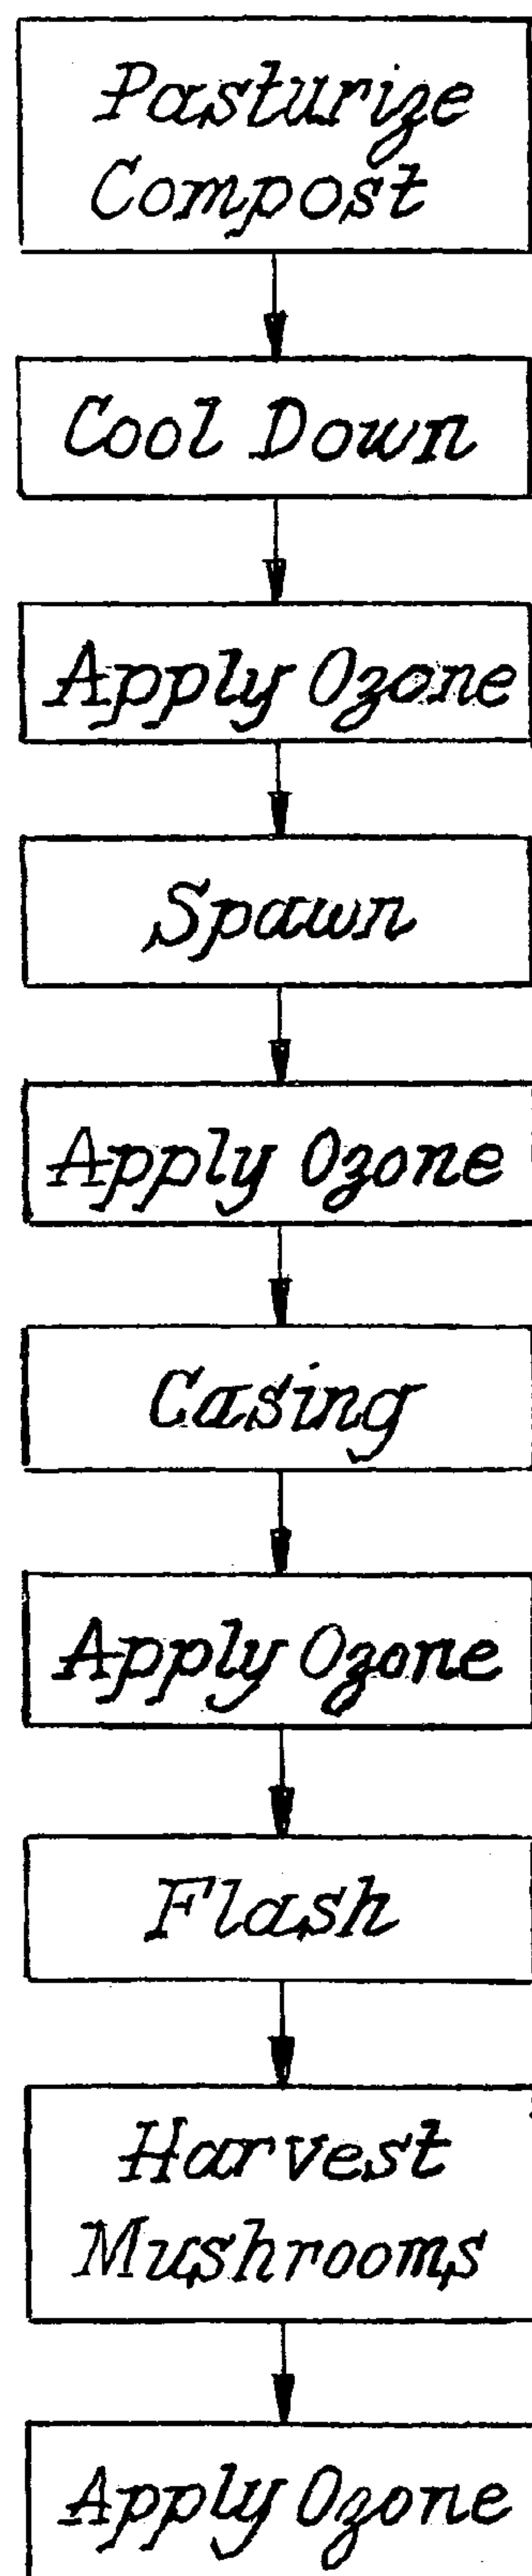 Pasturize
Compost
Cool Down
Apply Ozone
Spawn
Apply Ozone
Casing
Apply Ozone
Flash
Harvest
Mushrooms
Apply Ozone